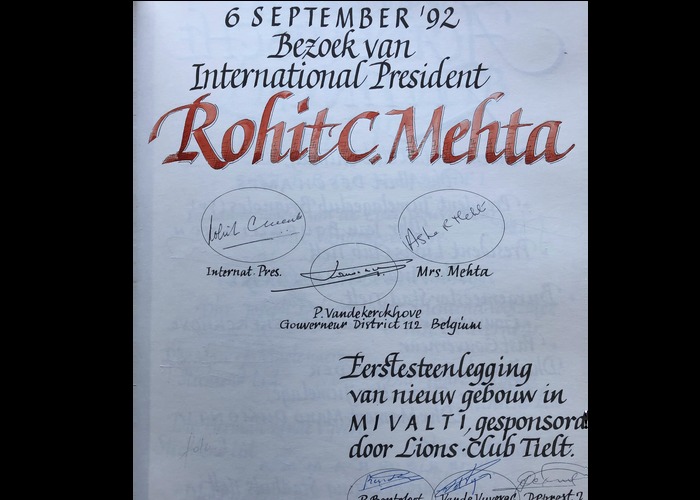 6 SEPTEMBER '92
Bezoek van
International President
Rohit C. Mehta
Internat. Pres.
Mrs. Mehta
P. Vandekerckhove
Gouverneur District 112 Belgium
Eerstesteenlegging
van nieuw gebouw in
MIVALTI, gesponsord
door Lions-Club Tielt.